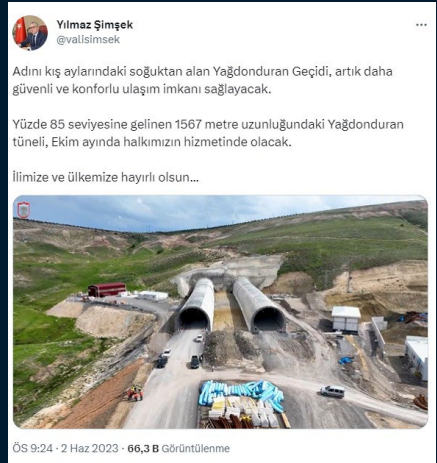 Yılmaz Şimşek
@valisimsek
Adını kış aylarındaki soğuktan alan Yağdonduran Geçidi, artık daha
güvenli ve konforlu ulaşım imkanı sağlayacak.
Yüzde 85 seviyesine gelinen 1567 metre uzunluğundaki Yağdonduran
tüneli, Ekim ayında halkımızın hizmetinde olacak.
İlimize ve ülkemize hayırlı olsun...
ÖS 9:24 · 2 Haz 2023 · 66,3 B Görüntülenme